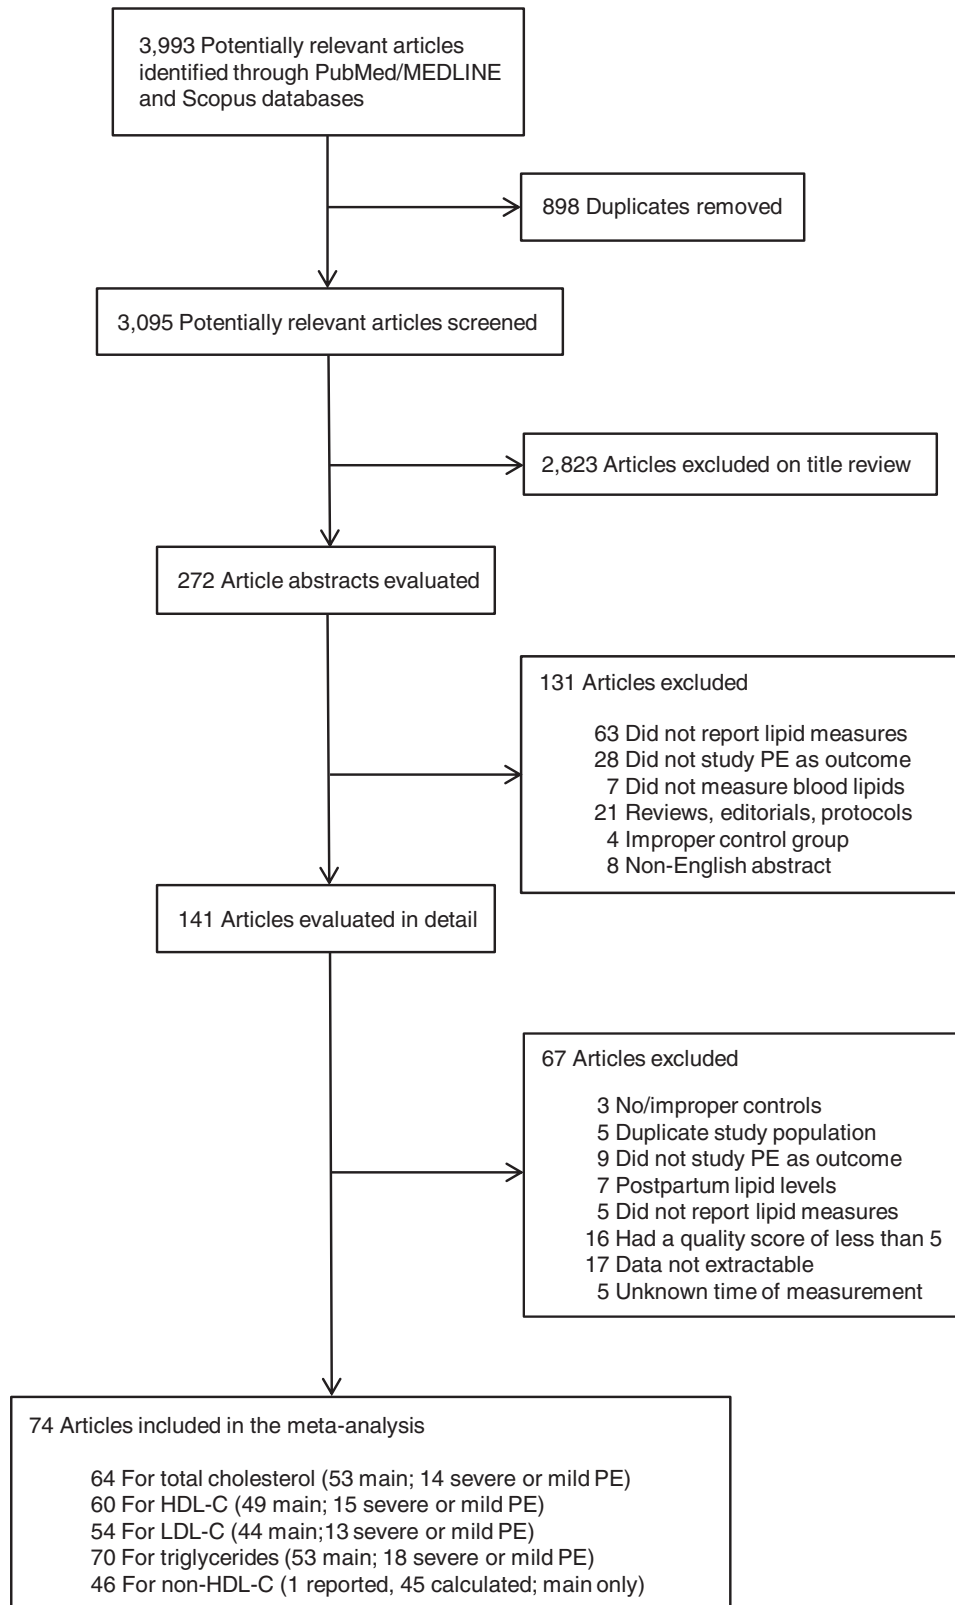 3,993 Potentially relevant articles
identified through PubMed/MEDLINE
and Scopus databases
898 Duplicates removed
3,095 Potentially relevant articles screened
2,823 Articles excluded on title review
272 Article abstracts evaluated
131 Articles excluded
63 Did not report lipid measures
28 Did not study PE as outcome
7 Did not measure blood lipids
21 Reviews, editorials, protocols
4 Improper control group
8 Non-English abstract
141 Articles evaluated in detail
67 Articles excluded
3 No/improper controls
5 Duplicate study population
9 Did not study PE as outcome
7 Postpartum lipid levels
5 Did not report lipid measures
16 Had a quality score of less than 5
17 Data not extractable
5 Unknown time of measurement
74 Articles included in the meta-analysis
64 For total cholesterol (53 main; 14 severe or mild PE)
60 For HDL-C (49 main; 15 severe or mild PE)
54 For LDL-C (44 main;13 severe or mild PE)
70 For triglycerides (53 main; 18 severe or mild PE)
46 For non-HDL-C (1 reported, 45 calculated; main only)